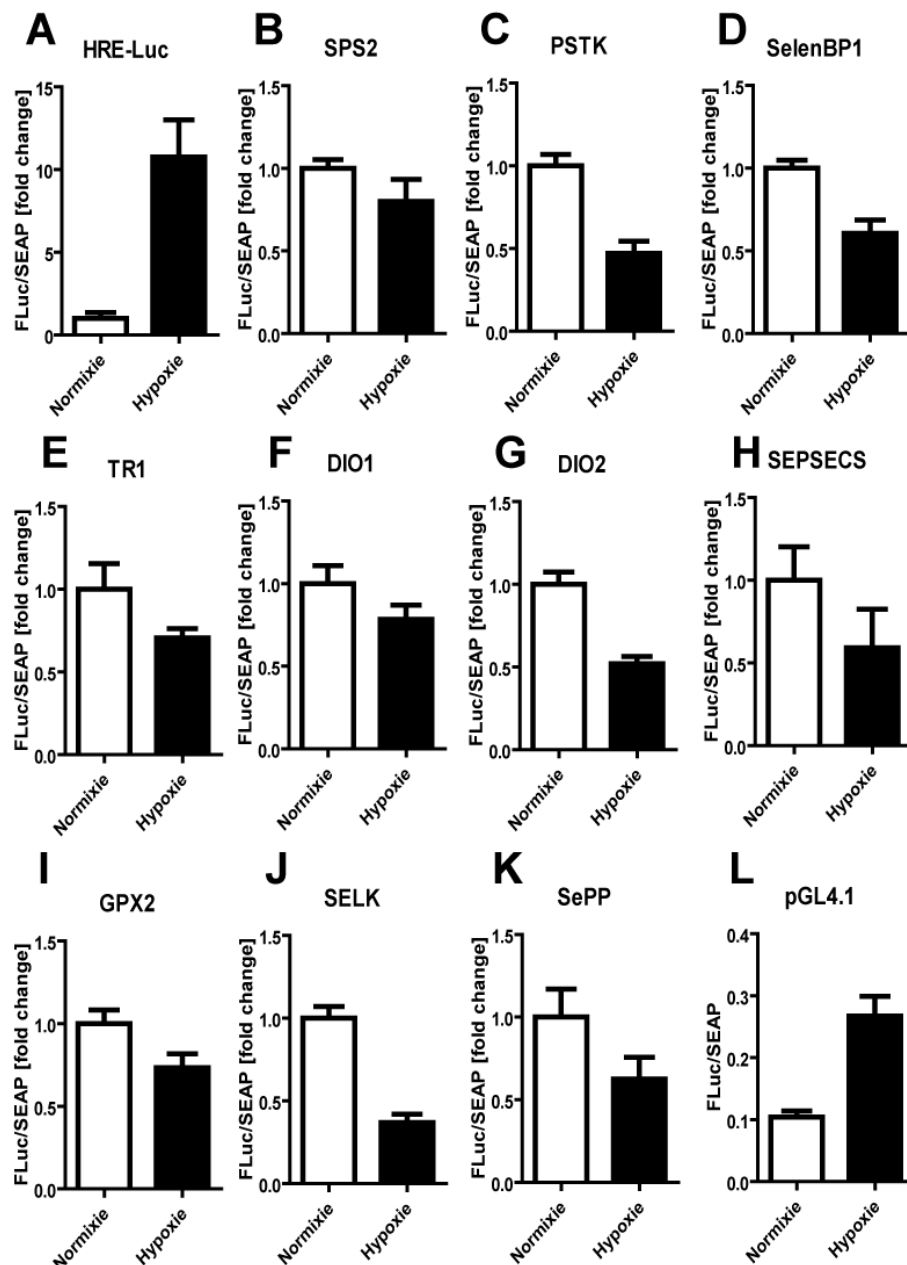 A
HRE-Luc
FLuc/SEAP [fold change]
15
10
5
0
Normixie
Hypoxie
B
SPS2
FLuc/SEAP [fold change]
1.5
1.0
0.5
0.0
Normixie
Hypoxie
C
PSTK
FLuc/SEAP [fold change]
1.5
1.0
0.5
0.0
Normixie
Hypoxie
D
SelenBP1
FLuc/SEAP [fold change]
1.5
1.0
0.5
0.0
Normixie
Hypoxie
E
TR1
FLuc/SEAP [fold change]
1.5
1.0
0.5
0.0
Normixie
Hypoxie
F
DIO1
FLuc/SEAP [fold change]
1.5
1.0
0.5
0.0
Normixie
Hypoxie
G
DIO2
FLuc/SEAP [fold change]
1.5
1.0
0.5
0.0
Normixie
Hypoxie
H
SEPSECS
FLuc/SEAP [fold change]
1.5
1.0
0.5
0.0
Normixie
Hypoxie
I
GPX2
FLuc/SEAP [fold change]
1.5
1.0
0.5
0.0
Normixie
Hypoxie
J
SELK
FLuc/SEAP [fold change]
1.5
1.0
0.5
0.0
Normixie
Hypoxie
K
SePP
FLuc/SEAP [fold change]
1.5
1.0
0.5
0.0
Normixie
Hypoxie
L
pGL4.1
FLuc/SEAP
0.4
0.3
0.2
0.1
0.0
Normixie
Hypoxie